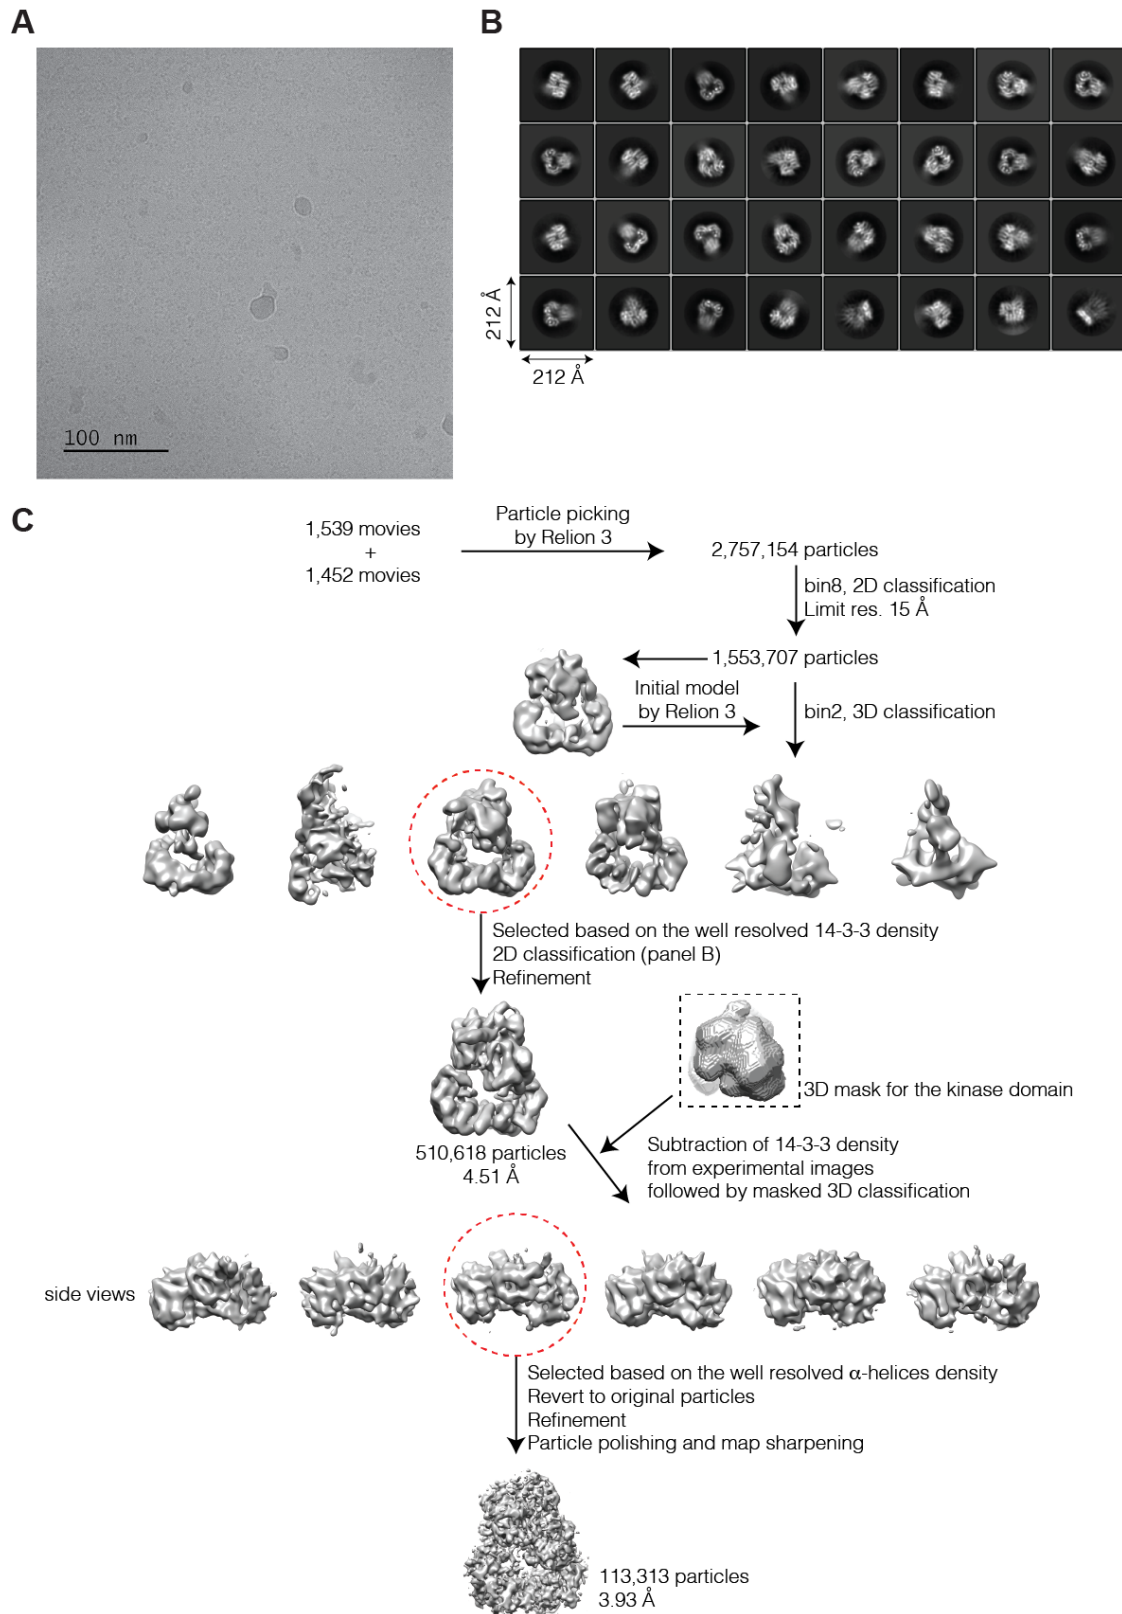 A
B
100 nm
212 Å
212 Å
C
1,539 movies
+
1,452 movies
Particle picking
by Relion 3
2,757,154 particles
bin8, 2D classification
Limit res. 15 Å
1,553,707 particles
Initial model
by Relion 3
bin2, 3D classification
Selected based on the well resolved 14-3-3 density
2D classification (panel B)
Refinement
3D mask for the kinase domain
510,618 particles
4.51 Å
Subtraction of 14-3-3 density
from experimental images
followed by masked 3D classification
side views
Selected based on the well resolved α-helices density
Revert to original particles
Refinement
Particle polishing and map sharpening
113,313 particles
3.93 Å